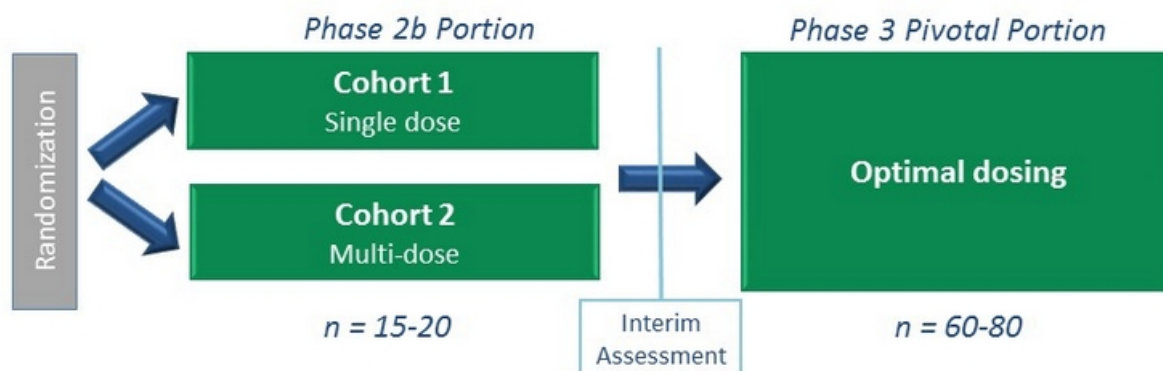 Randomization
Phase 2b Portion
Cohort 1
Single dose
Cohort 2
Multi-dose
n = 15-20
Interim
Assessment
Phase 3 Pivotal Portion
Optimal dosing
n = 60-80